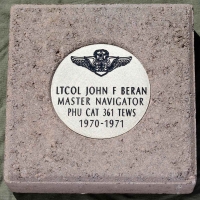 LTCOL JOHN F BERAN
MASTER NAVIGATOR
PHU CAT 361 TEWS
1970-1971